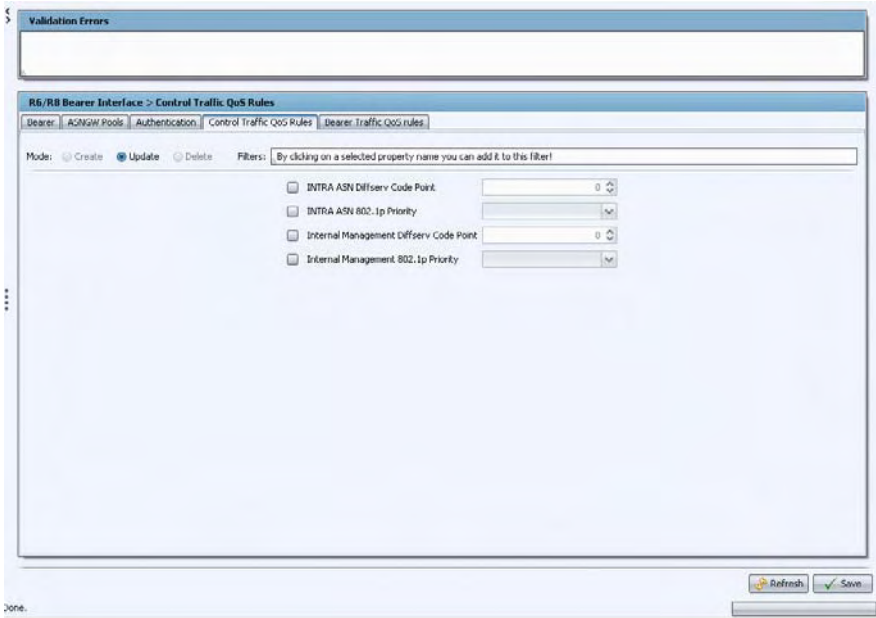 Validation Errors
R6/R8 Bearer Interface > Control Traffic QoS Rules
Bearer ASNGW Pools Authentication Control Traffic QoS Rules Bearer Traffic QoS rules
Mode: Create Update Delete Filters: By clicking on a selected property name you can add it to this filter!
INTRA ASN Diffserv Code Point 0
INTRA ASN 802.1p Priority
Internal Management Diffserv Code Point 0
Internal Management 802.1p Priority
Refresh Save
Done.